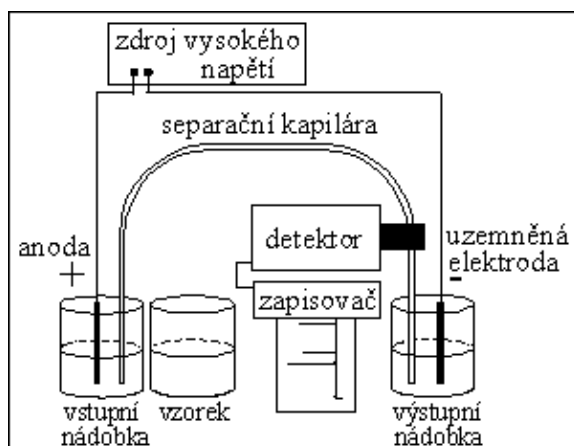 zdroj vysokého
napětí
separační kapilára
detektor
anoda
+
uzemněná
elektroda
-
zapisovač
vstupní
nádobka
vzorek
výstupní
nádobka